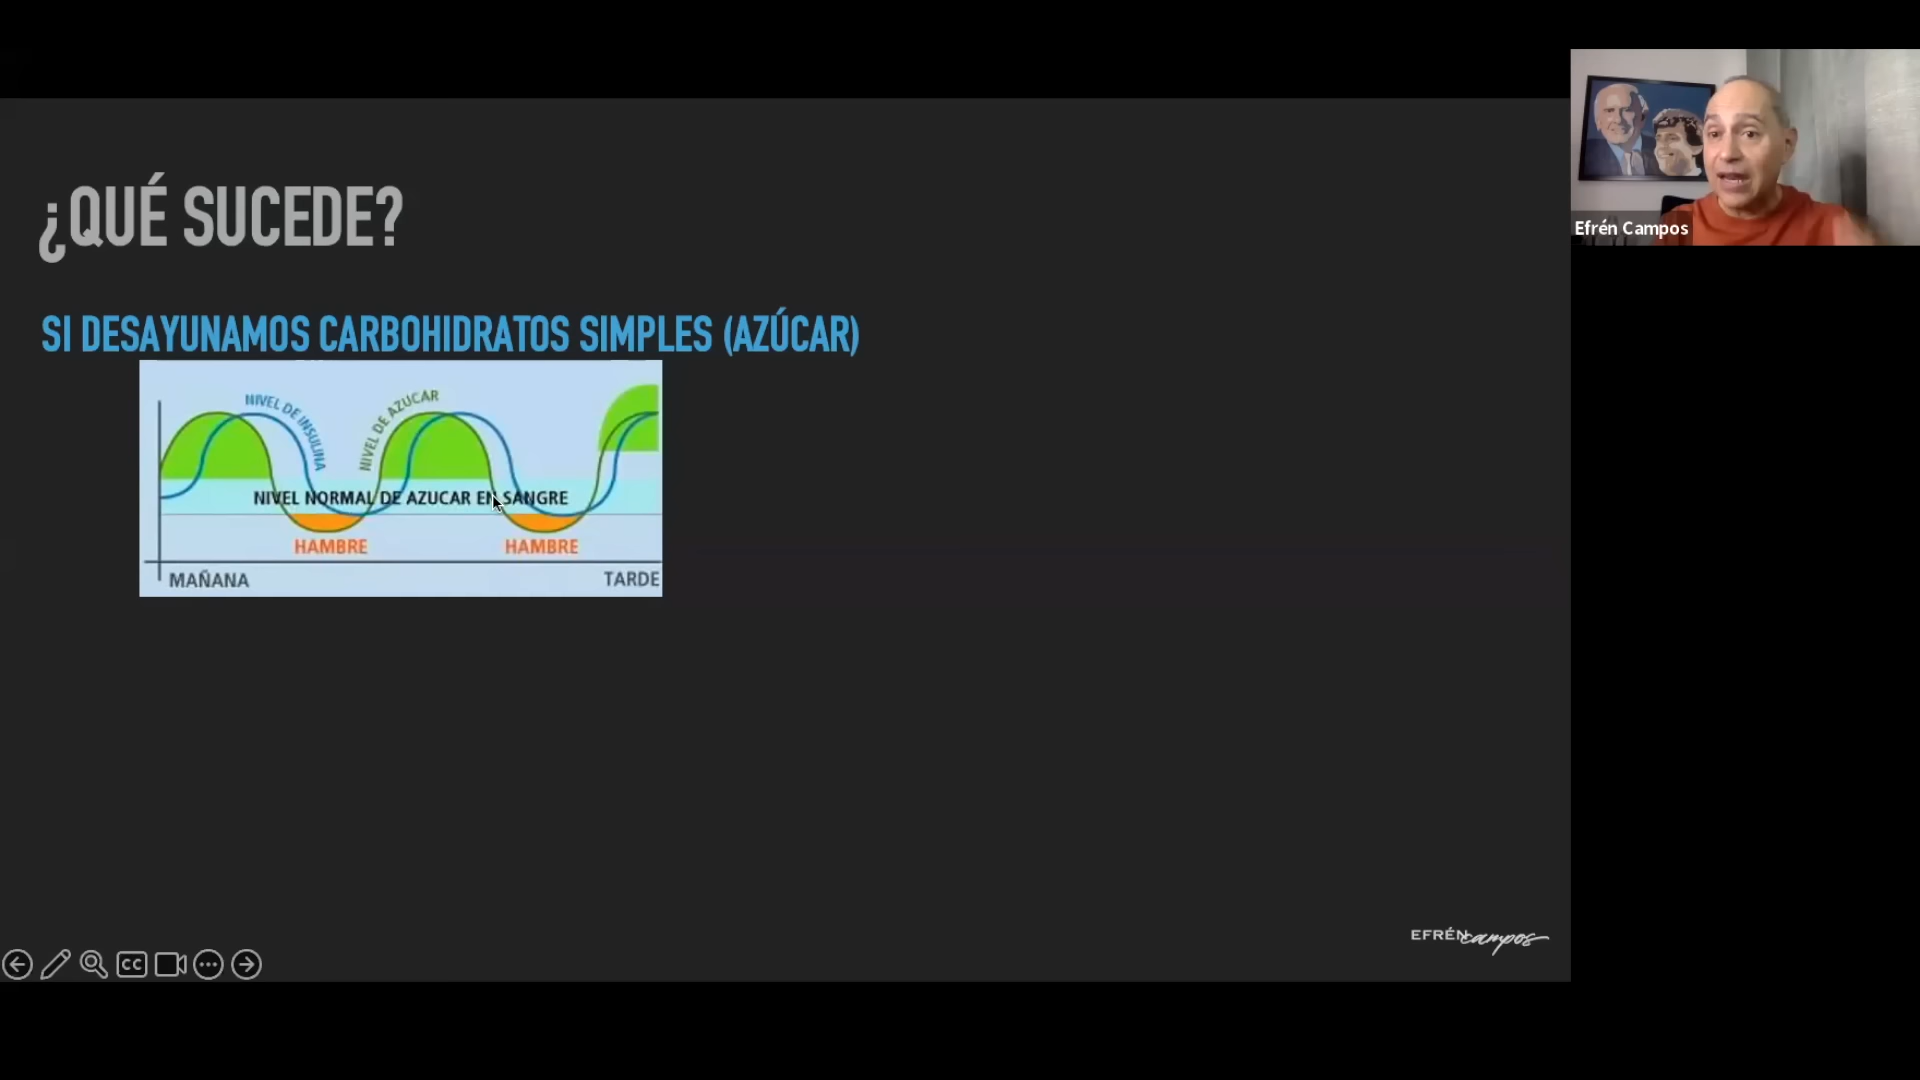 ¿QUÉ SUCEDE?
SI DESAYUNAMOS CARBOHIDRATOS SIMPLES (AZÚCAR)
NIVEL DE INSULINA
NIVEL DE AZUCAR
NIVEL NORMAL DE AZUCAR EN SANGRE
HAMBRE HAMBRE
MAÑANA TARDE
Efrén Campos
EFRÉN campos
CC